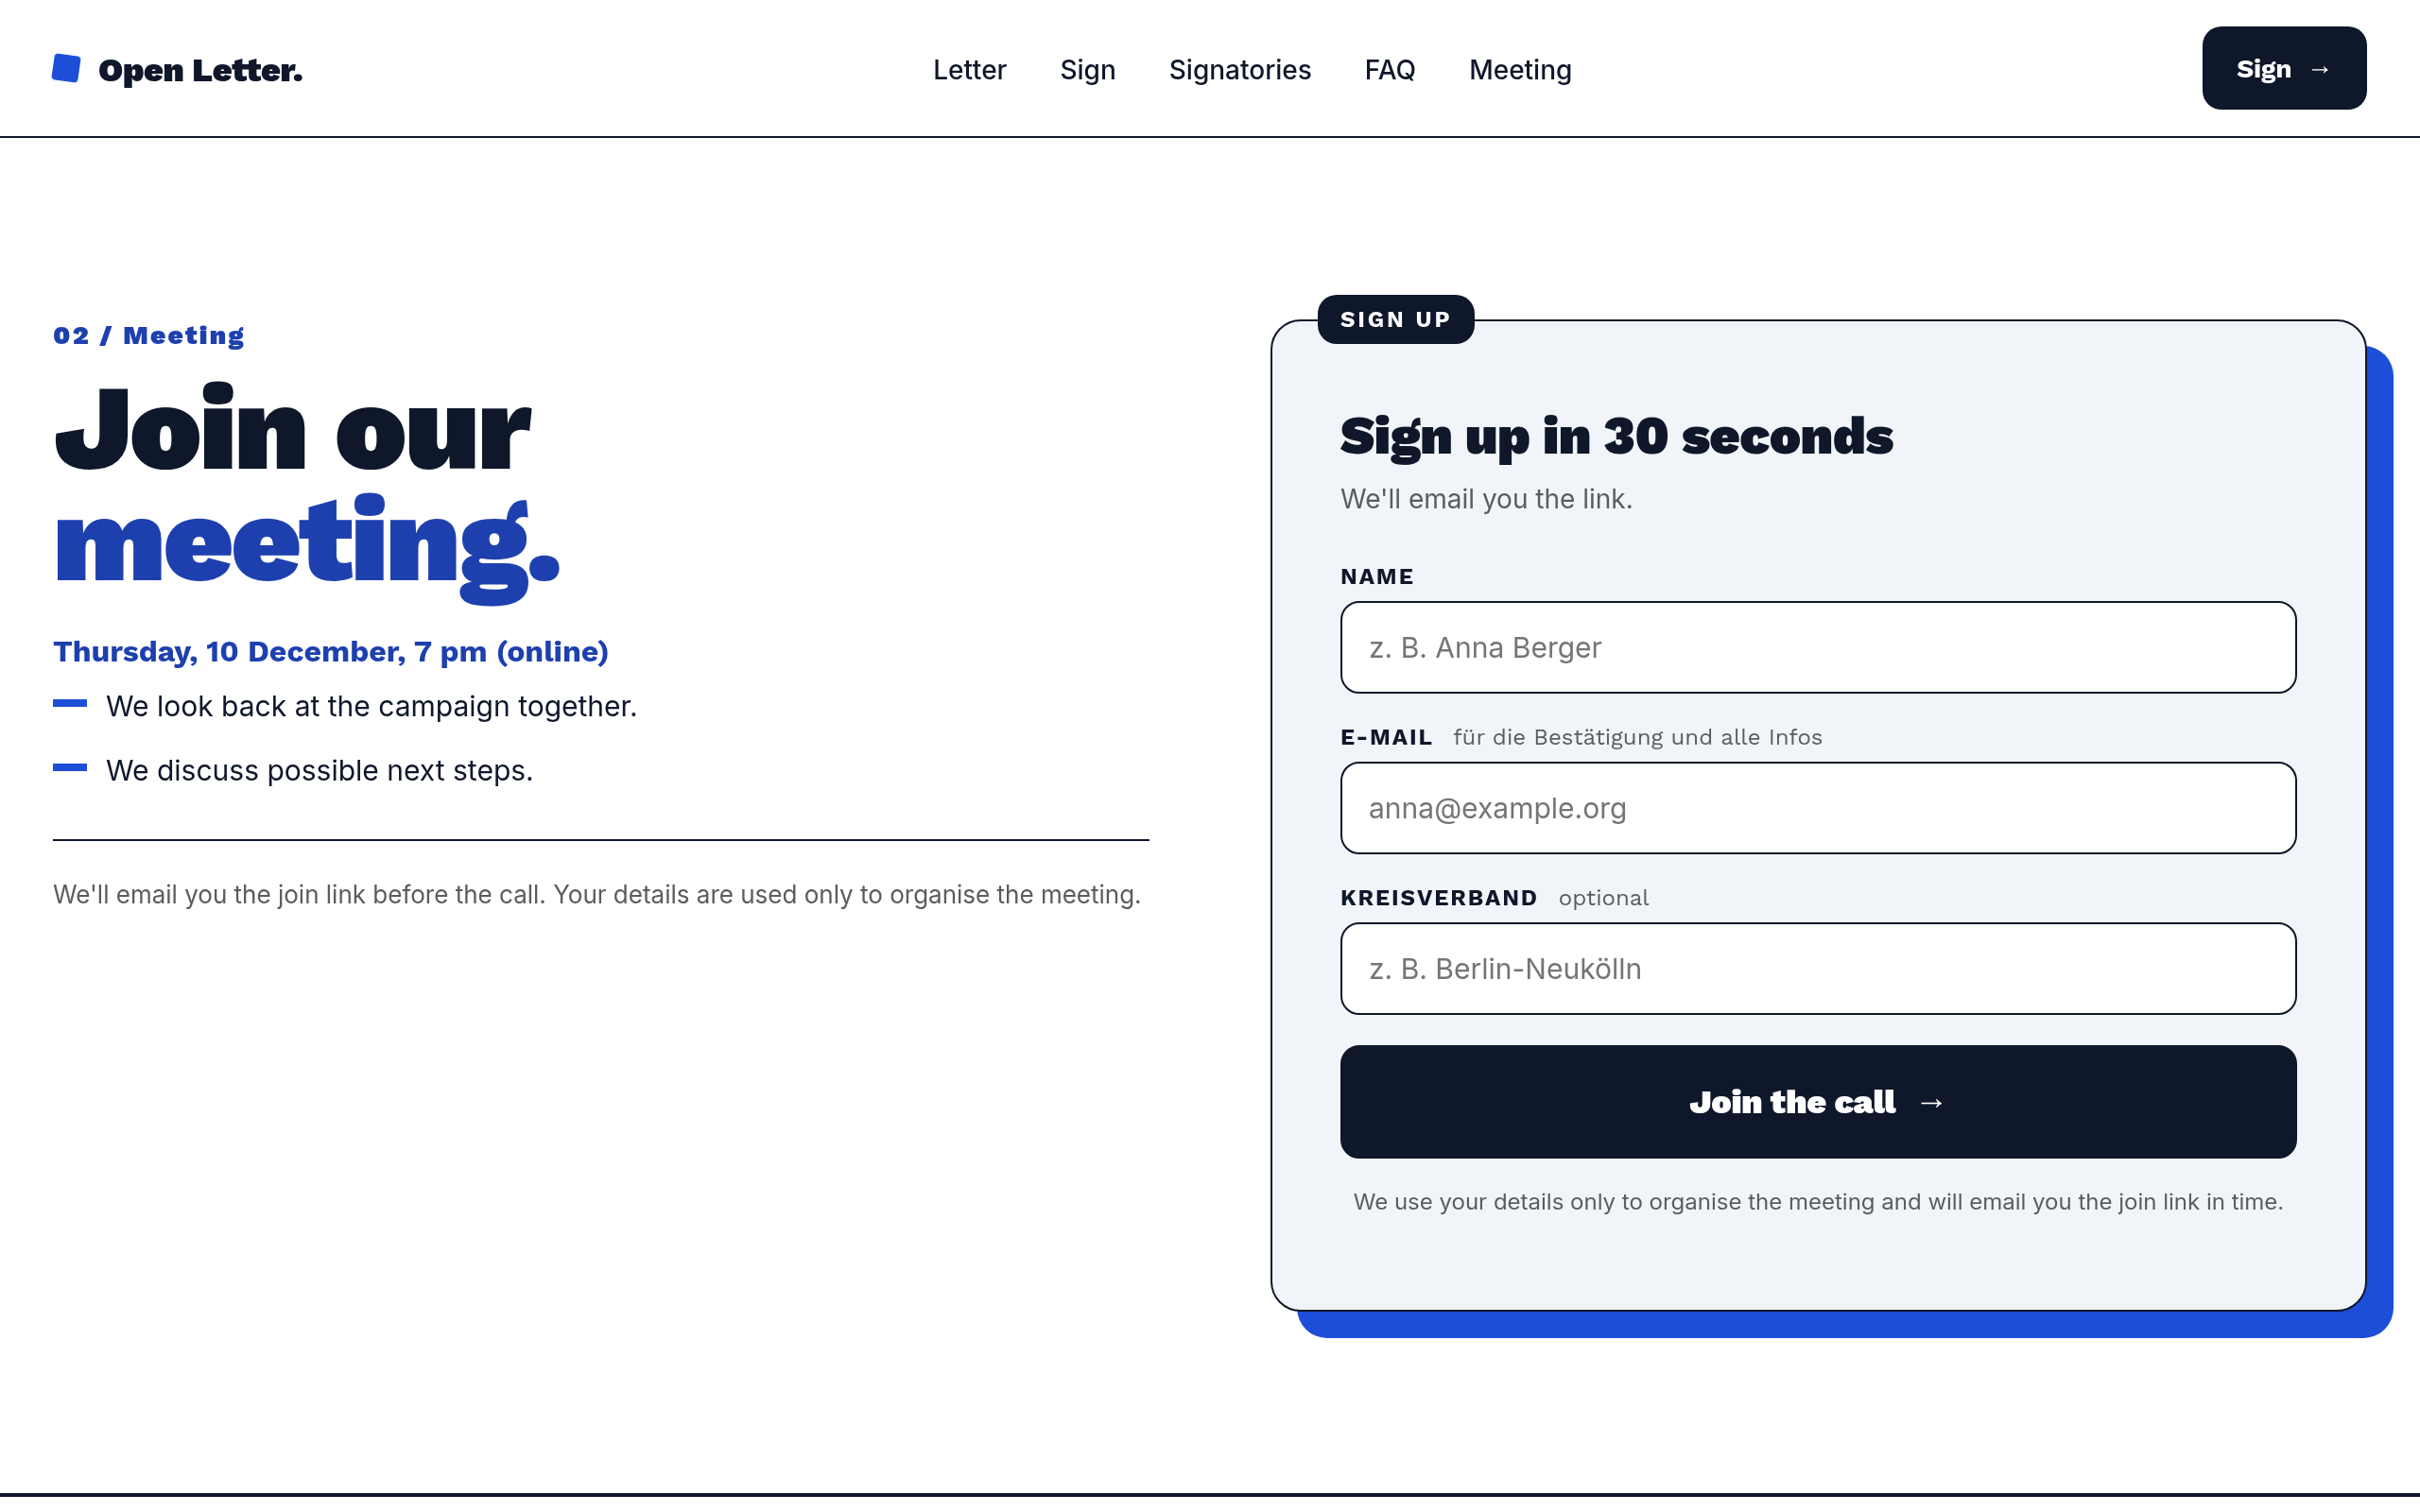 Open Letter.
Letter Sign Signatories FAQ Meeting
Sign →
02 / Meeting
Join our
meeting.
Thursday, 10 December, 7 pm (online)
We look back at the campaign together.
We discuss possible next steps.
We'll email you the join link before the call. Your details are used only to organise the meeting.
SIGN UP
Sign up in 30 seconds
We'll email you the link.
NAME
z. B. Anna Berger
E-MAIL für die Bestätigung und alle Infos
anna@example.org
KREISVERBAND optional
z. B. Berlin-Neukölln
Join the call →
We use your details only to organise the meeting and will email you the join link in time.